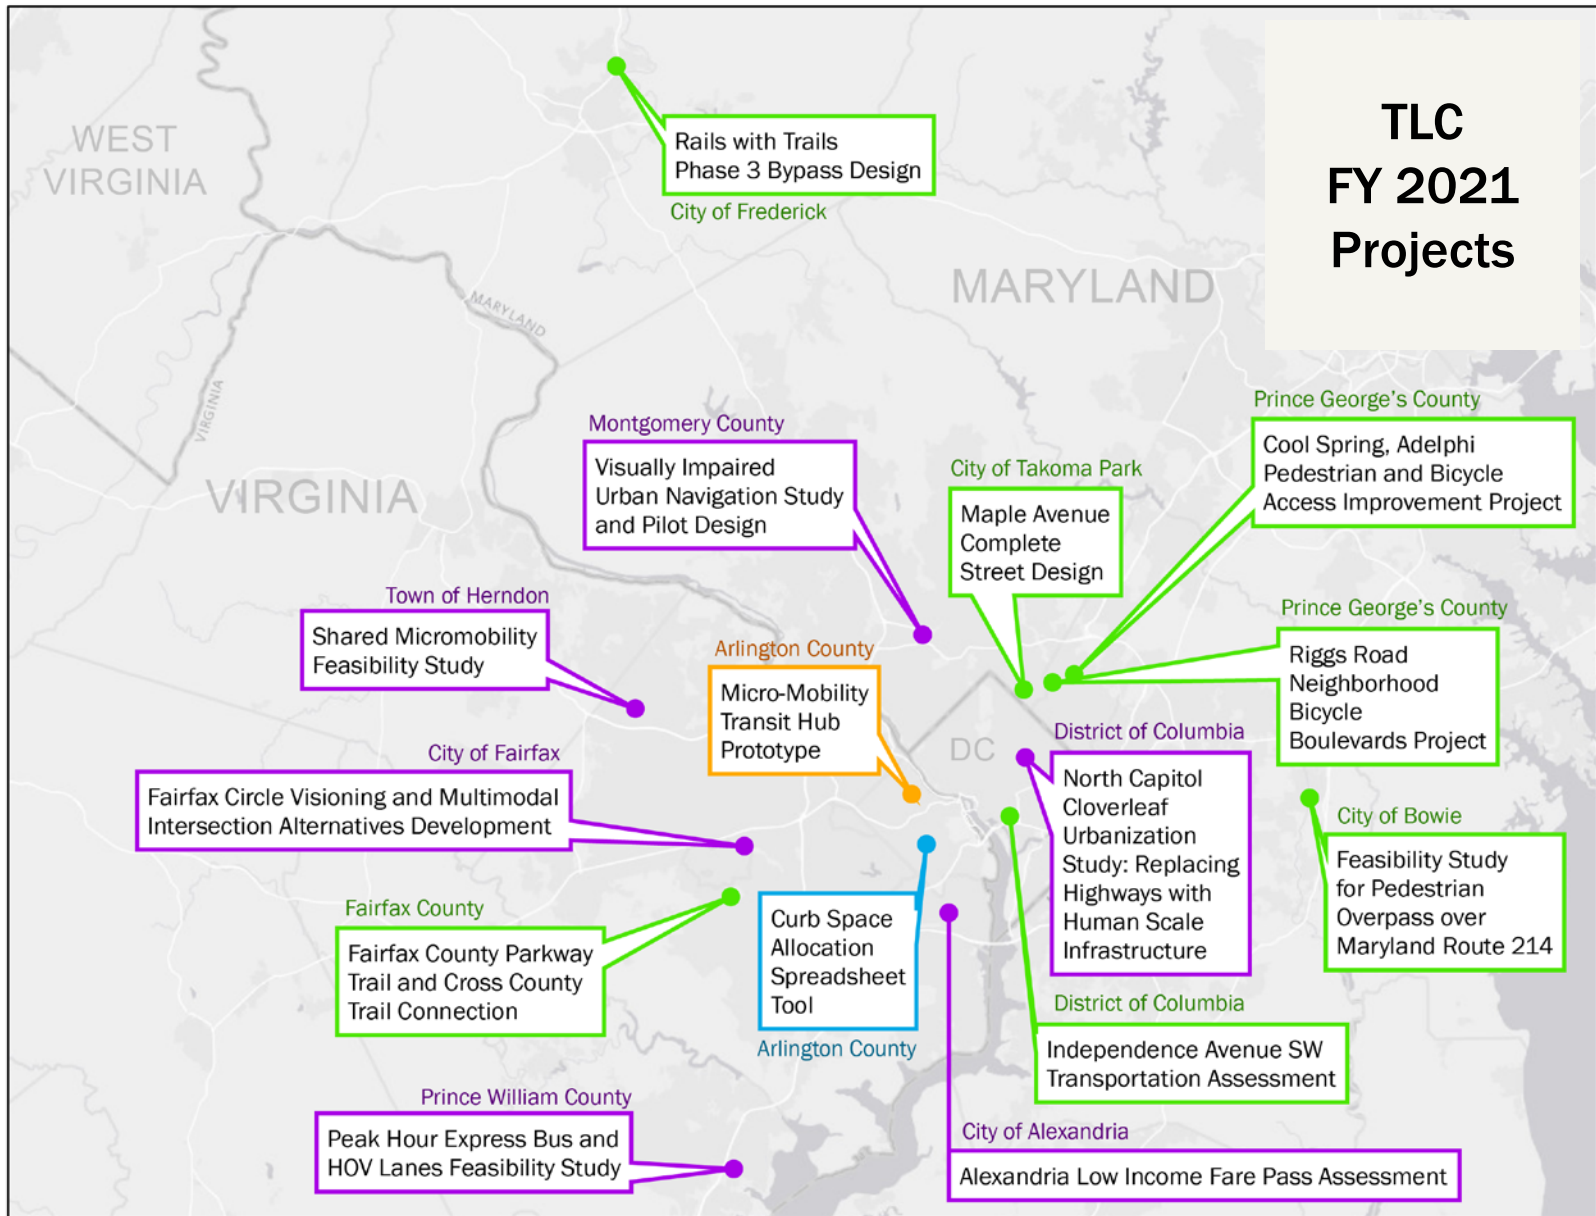 TLC
FY 2021
Projects
WEST
VIRGINIA
Rails with Trails
Phase 3 Bypass Design
City of Frederick
MARYLAND
MARYLAND
VIRGINIA
VIRGINIA
Prince George’s County
Cool Spring, Adelphi
Pedestrian and Bicycle
Access Improvement Project
Montgomery County
Visually Impaired
Urban Navigation Study
and Pilot Design
City of Takoma Park
Maple Avenue
Complete
Street Design
Town of Herndon
Shared Micromobility
Feasibility Study
Prince George’s County
Riggs Road
Neighborhood
Bicycle
Boulevards Project
Arlington County
Micro-Mobility
Transit Hub
Prototype
DC
District of Columbia
North Capitol
Cloverleaf
Urbanization
Study: Replacing
Highways with
Human Scale
Infrastructure
City of Fairfax
Fairfax Circle Visioning and Multimodal
Intersection Alternatives Development
City of Bowie
Feasibility Study
for Pedestrian
Overpass over
Maryland Route 214
Fairfax County
Fairfax County Parkway
Trail and Cross County
Trail Connection
Curb Space
Allocation
Spreadsheet
Tool
Arlington County
District of Columbia
Independence Avenue SW
Transportation Assessment
Prince William County
Peak Hour Express Bus and
HOV Lanes Feasibility Study
City of Alexandria
Alexandria Low Income Fare Pass Assessment